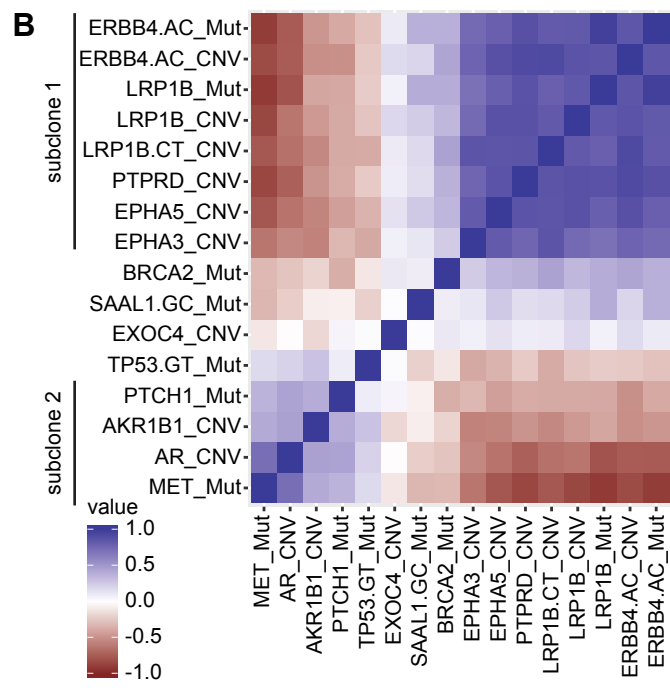 B
subclone 1
ERBB4.AC_Mut
ERBB4.AC_CNV
LRP1B_Mut
LRP1B_CNV
LRP1B.CT_CNV
PTPRD_CNV
EPHA5_CNV
EPHA3_CNV
BRCA2_Mut
SAAL1.GC_Mut
EXOC4_CNV
TP53.GT_Mut
subclone 2
PTCH1_Mut
AKR1B1_CNV
AR_CNV
MET_Mut
value
1.0
0.5
0.0
-0.5
-1.0
MET_Mut
AR_CNV
AKR1B1_CNV
PTCH1_Mut
TP53.GT_Mut
EXOC4_CNV
SAAL1.GC_Mut
BRCA2_Mut
EPHA3_CNV
EPHA5_CNV
PTPRD_CNV
LRP1B.CT_CNV
LRP1B_CNV
LRP1B_Mut
ERBB4.AC_CNV
ERBB4.AC_Mut